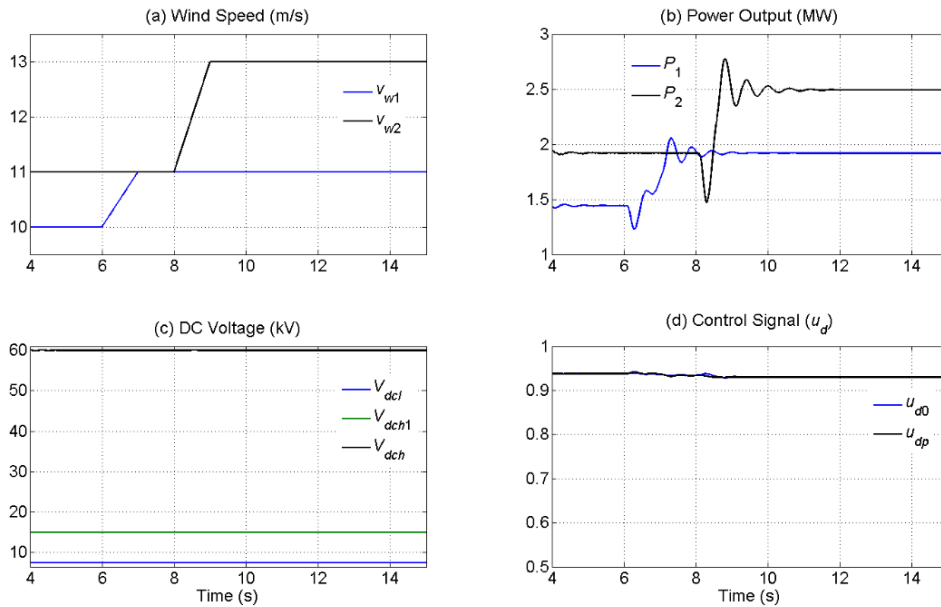 (a) Wind Speed (m/s)
13
12
11
10
v_w1
v_w2
4 6 8 10 12 14
(b) Power Output (MW)
3
2.5
2
1.5
1
P_1
P_2
4 6 8 10 12 14
(c) DC Voltage (kV)
60
50
40
30
20
10
V_dcl
V_dch1
V_dch
4 6 8 10 12 14
Time (s)
(d) Control Signal (u_d)
1
0.9
0.8
0.7
0.6
0.5
u_d0
u_dp
4 6 8 10 12 14
Time (s)